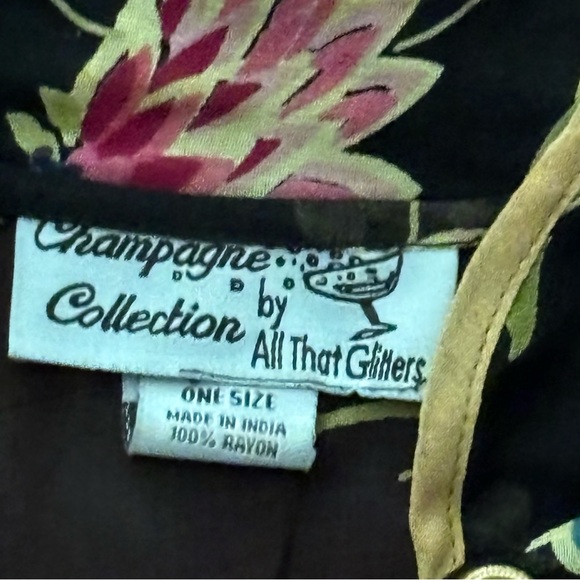 Champagne
Collection by
All That Glitters
ONE SIZE
MADE IN INDIA
100% RAYON